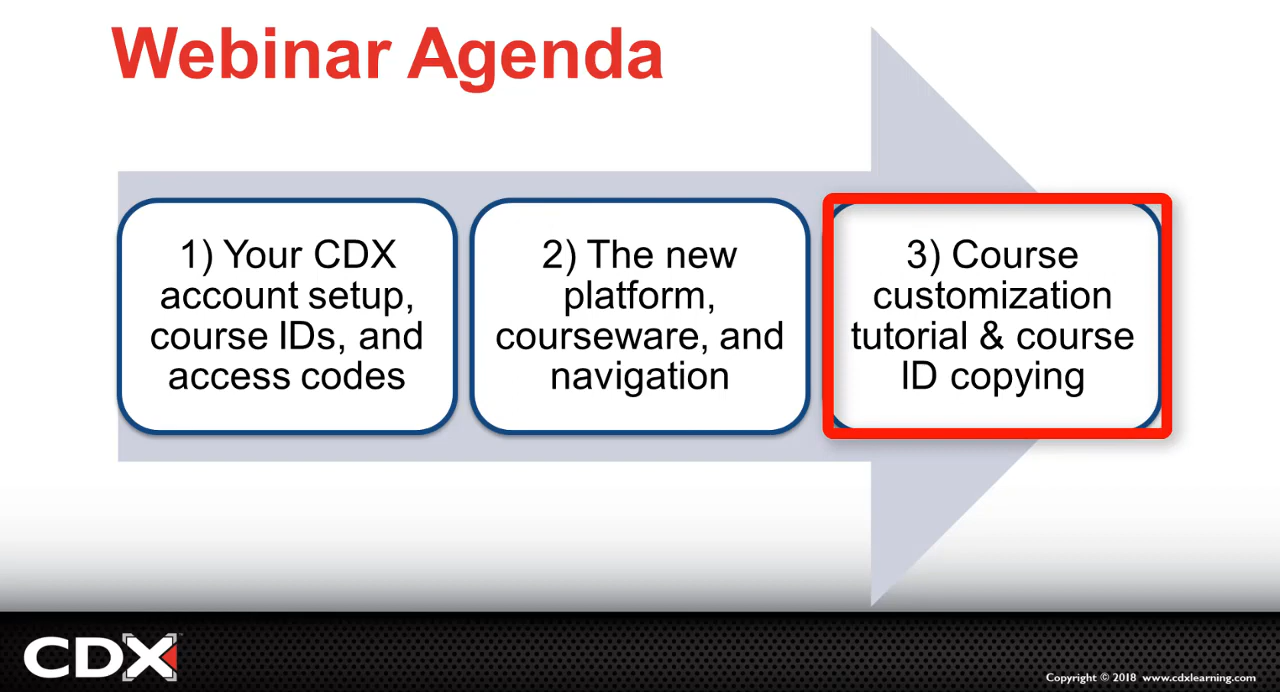 Webinar Agenda
1) Your CDX
account setup,
course IDs, and
access codes
2) The new
platform,
courseware, and
navigation
3) Course
customization
tutorial & course
ID copying
CDX
Copyright © 2018 www.cdxlearning.com